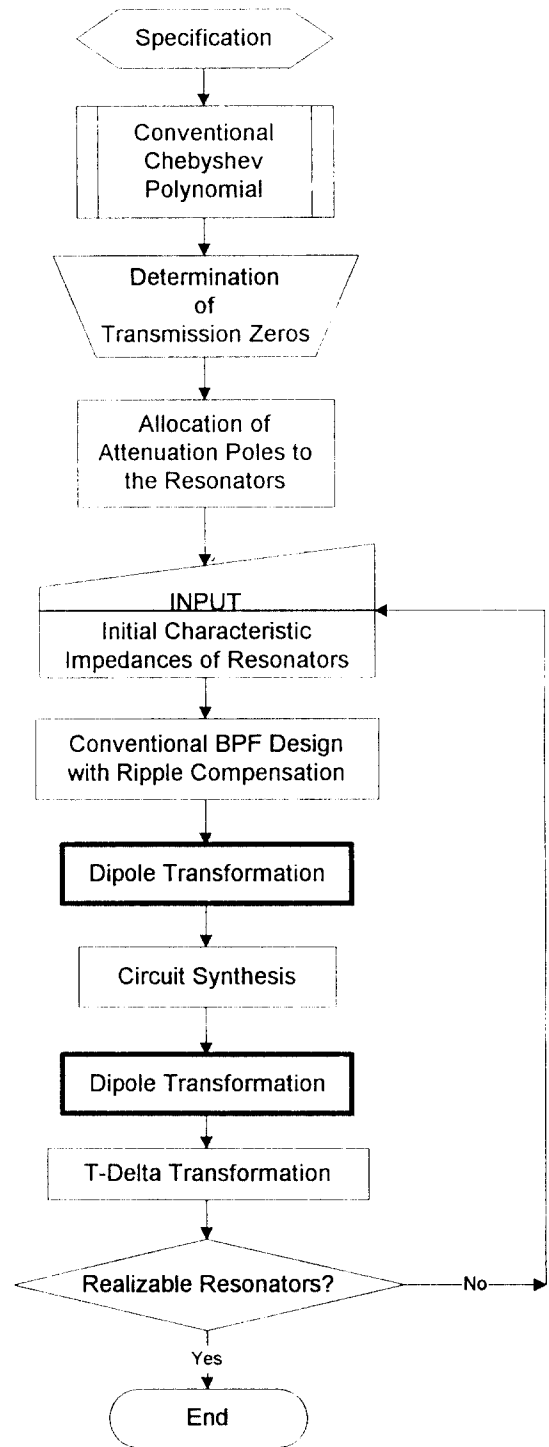 Specification
Conventional
Chebyshev
Polynomial
Determination
of
Transmission Zeros
Allocation of
Attenuation Poles to
the Resonators
INPUT
Initial Characteristic
Impedances of Resonators
Conventional BPF Design
with Ripple Compensation
Dipole Transformation
Circuit Synthesis
Dipole Transformation
T-Delta Transformation
Realizable Resonators?
No
Yes
End